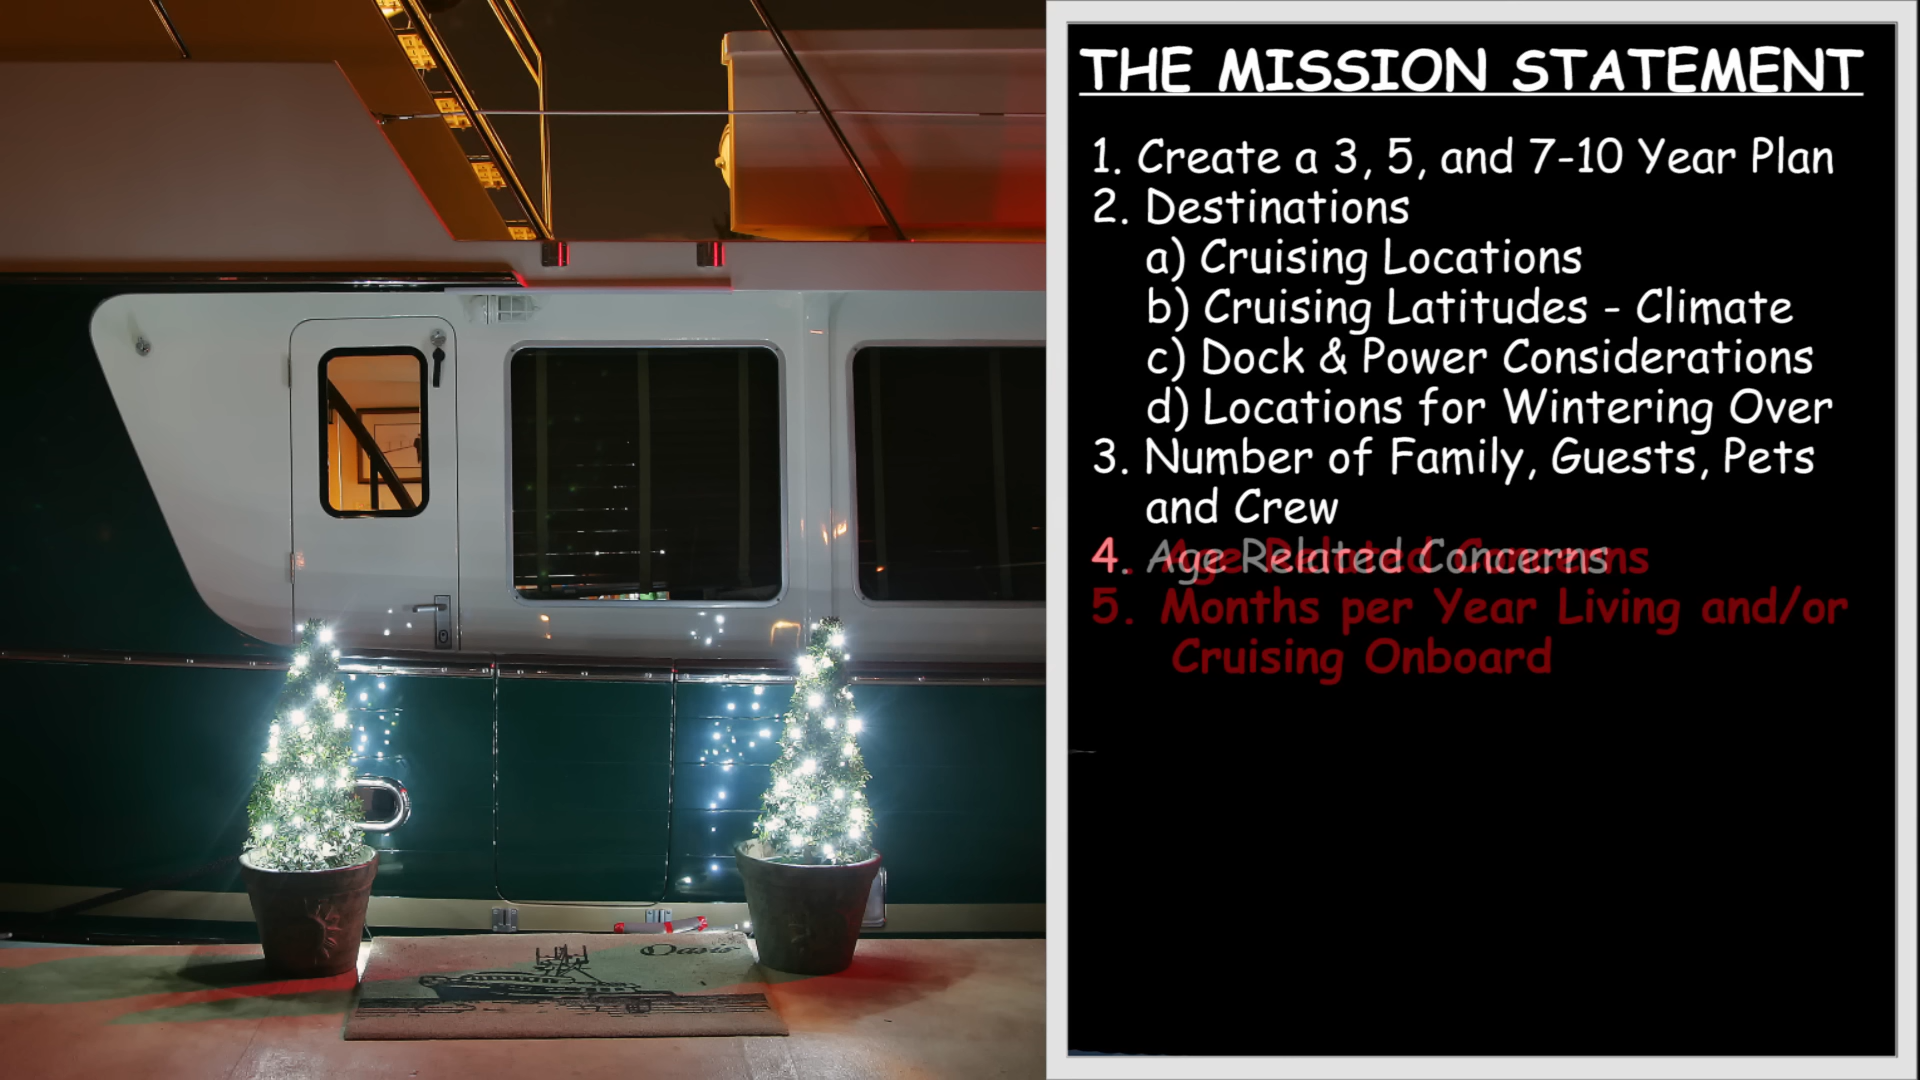 THE MISSION STATEMENT
1. Create a 3, 5, and 7-10 Year Plan
2. Destinations
a) Cruising Locations
b) Cruising Latitudes - Climate
c) Dock & Power Considerations
d) Locations for Wintering Over
3. Number of Family, Guests, Pets
and Crew
4. Age Related Concerns
5. Months per Year Living and/or
Cruising Onboard
Oasis